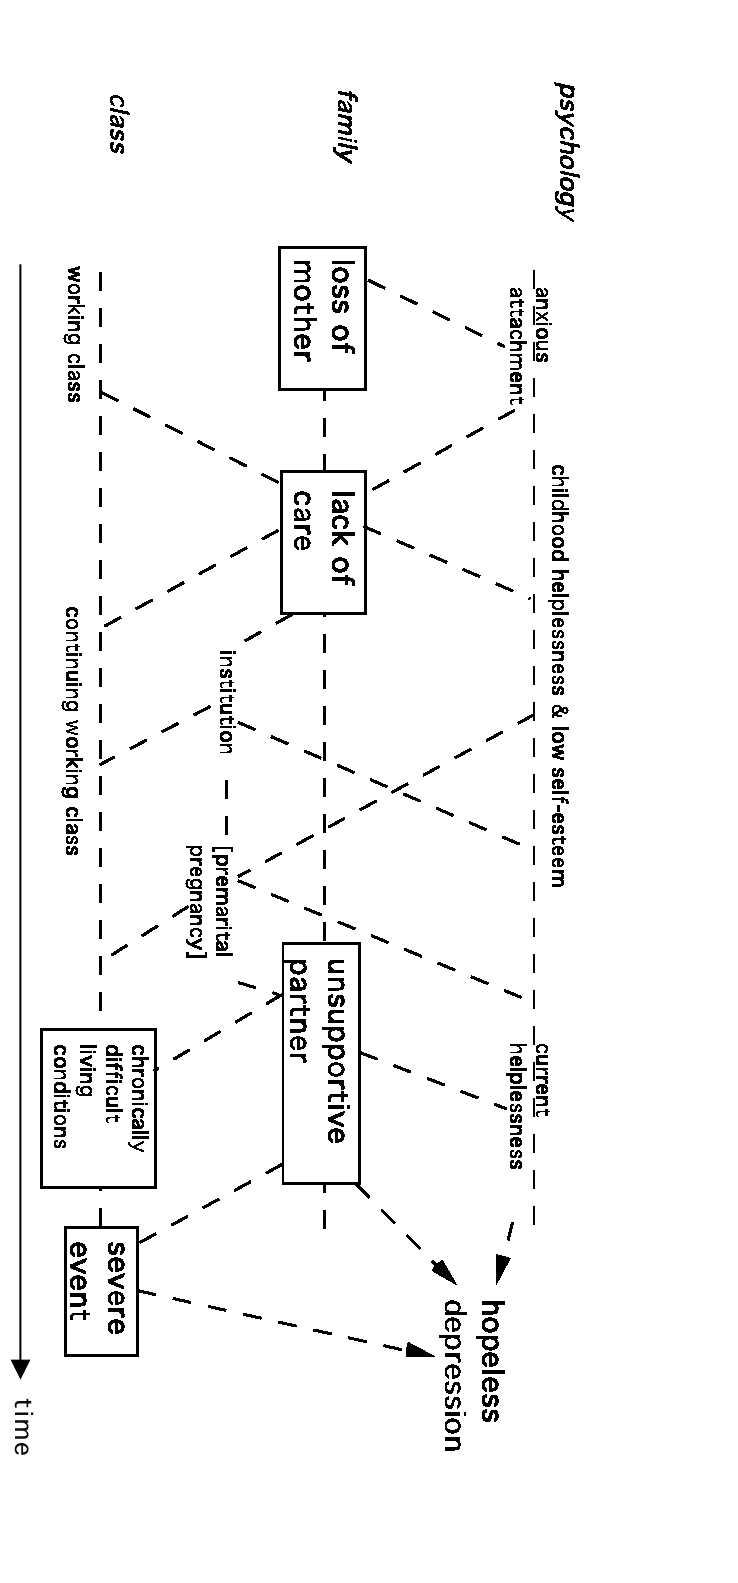 psychology
anxious
attachment
childhood helplessness & low self-esteem
current
helplessness
hopeless
depression
family
loss of
mother
lack of
care
institution
[premarital
pregnancy]
unsupportive
partner
class
working class
continuing working class
chronically
difficult
living
conditions
severe
event
time